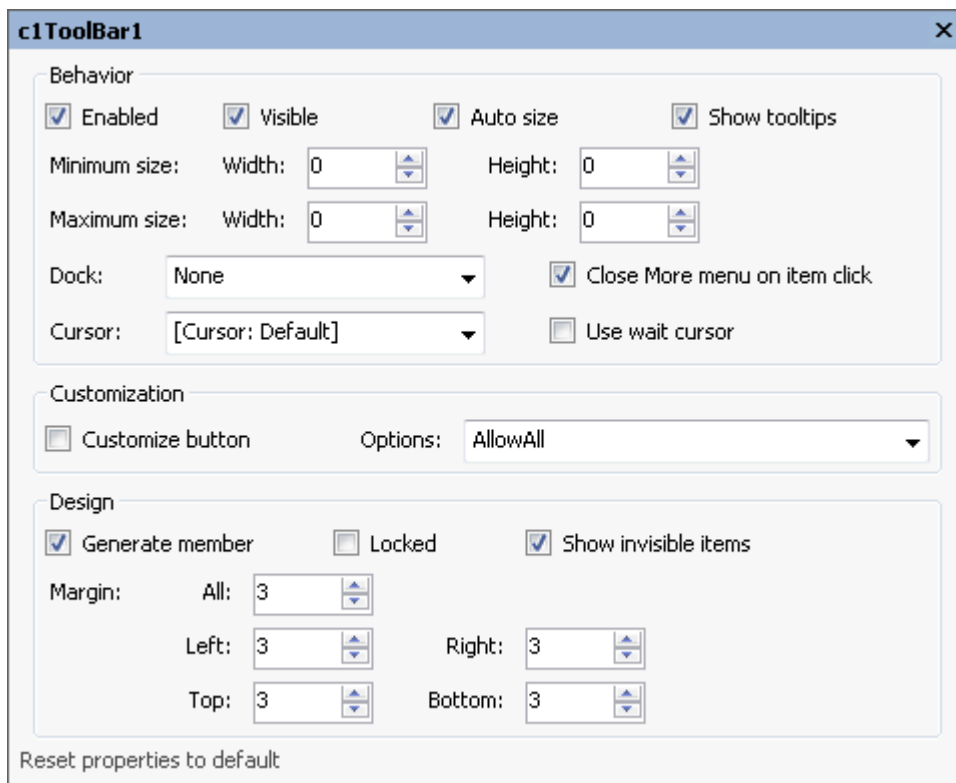 c1ToolBar1
Behavior
Enabled Visible Auto size Show tooltips
Minimum size: Width: 0 Height: 0
Maximum size: Width: 0 Height: 0
Dock: None Close More menu on item click
Cursor: [Cursor: Default] Use wait cursor
Customization
Customize button Options: AllowAll
Design
Generate member Locked Show invisible items
Margin: All: 3
Left: 3 Right: 3
Top: 3 Bottom: 3
Reset properties to default